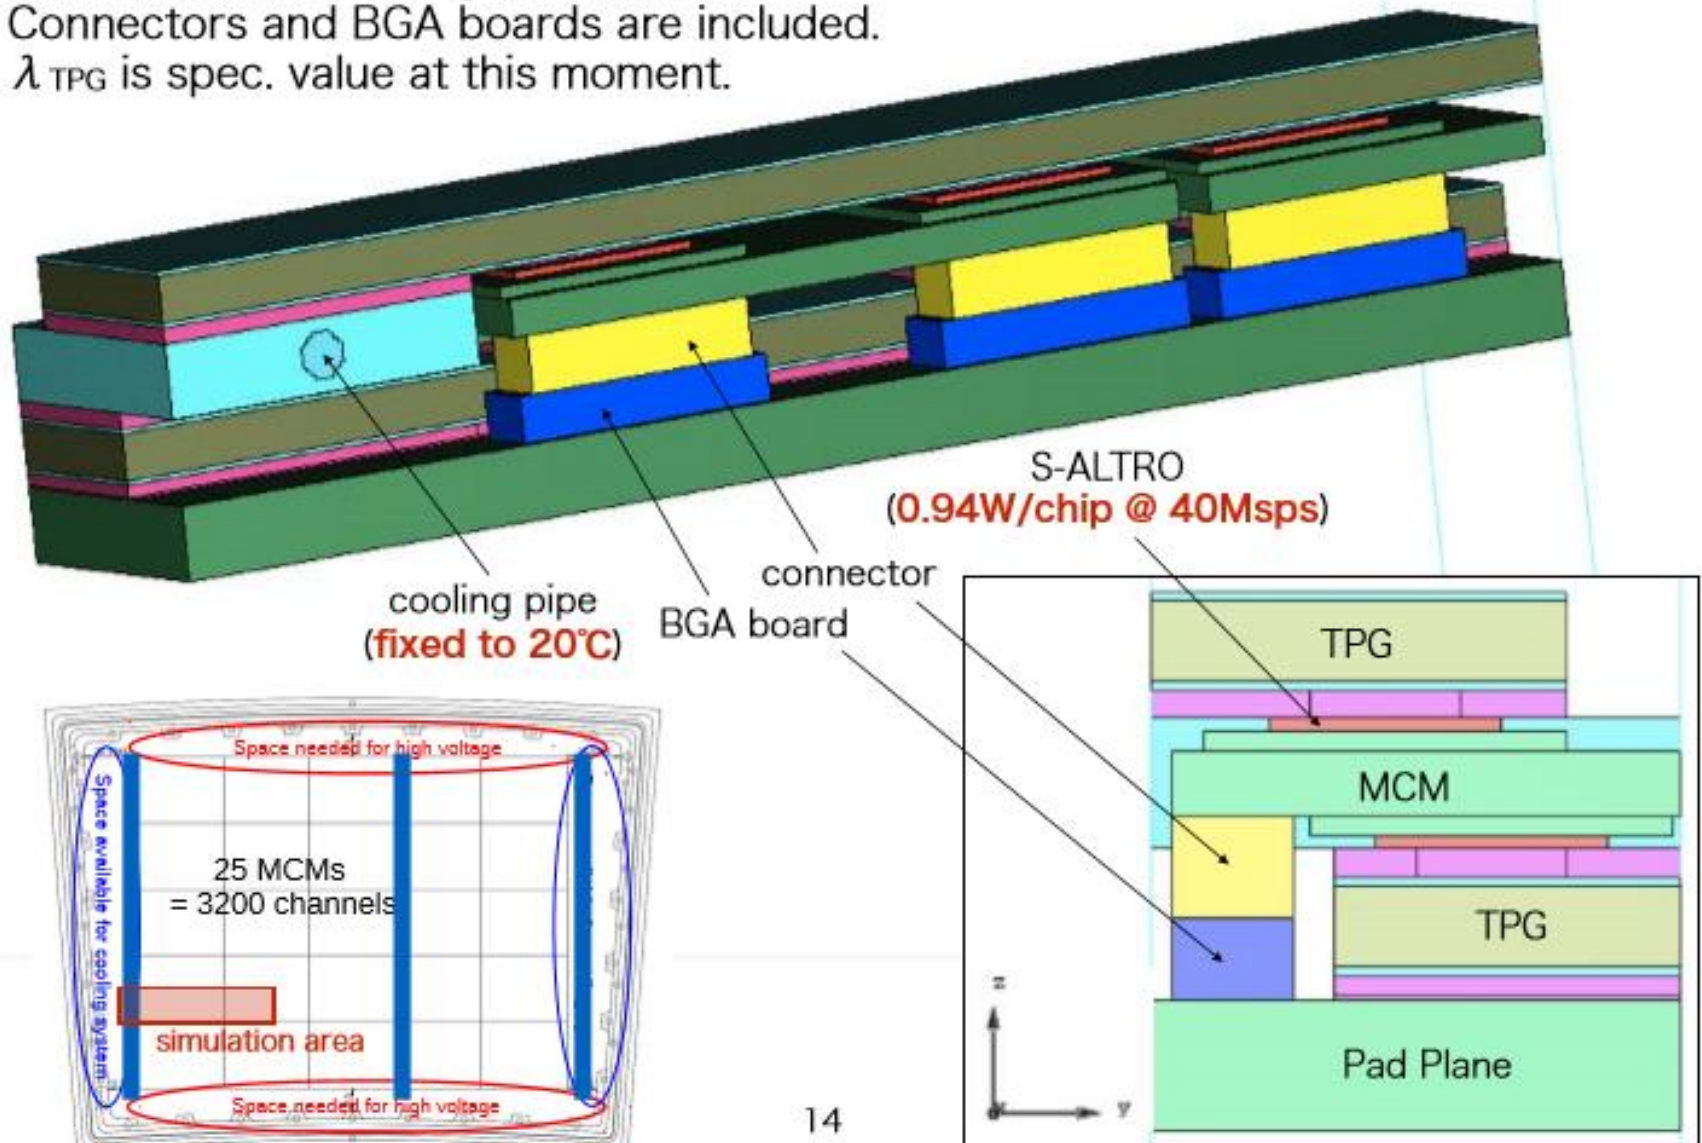 Connectors and BGA boards are included.
λTPG is spec. value at this moment.
S-ALTRO
(0.94W/chip @ 40Msps)
connector
cooling pipe
(fixed to 20℃)
BGA board
TPG
MCM
TPG
Pad Plane
z
y
Space needed for high voltage
Space available for cooling system
25 MCMs
= 3200 channels
simulation area
Space needed for high voltage
14